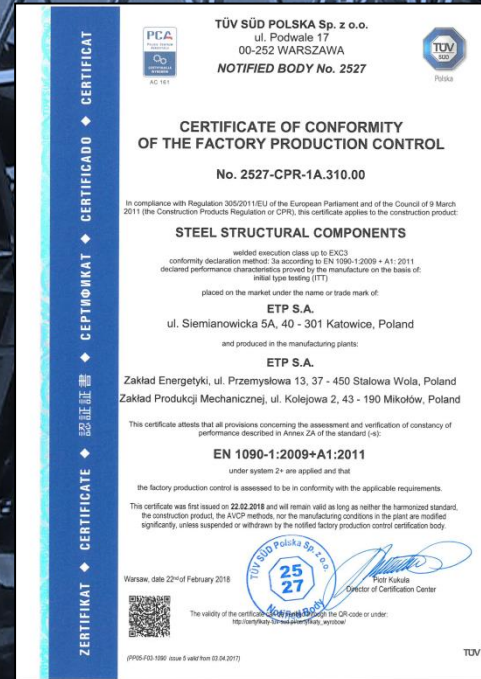 PCA
AC 161
TÜV SÜD POLSKA Sp. z o.o.
ul. Podwale 17
00-252 WARSZAWA
NOTIFIED BODY No. 2527
TÜV
SÜD
Polska
CERTIFICATE OF CONFORMITY
OF THE FACTORY PRODUCTION CONTROL
No. 2527-CPR-1A.310.00
In compliance with Regulation 305/2011/EU of the European Parliament and of the Council of 9 March
2011 (the Construction Products Regulation or CPR), this certificate applies to the construction product:
STEEL STRUCTURAL COMPONENTS
welded execution class up to EXC3
conformity declaration method: 3a according to EN 1090-1:2009 + A1: 2011
declared performance characteristics proved by the manufacture on the basis of:
initial type testing (ITT)
placed on the market under the name or trade mark of:
ETP S.A.
ul. Siemianowicka 5A, 40 - 301 Katowice, Poland
and produced in the manufacturing plants:
ETP S.A.
Zakład Energetyki, ul. Przemysłowa 13, 37 - 450 Stalowa Wola, Poland
Zakład Produkcji Mechanicznej, ul. Kolejowa 2, 43 - 190 Mikołów, Poland
This certificate attests that all provisions concerning the assessment and verification of constancy of
performance described in Annex ZA of the standard (-s):
EN 1090-1:2009+A1:2011
under system 2+ are applied and that
the factory production control is assessed to be in conformity with the applicable requirements.
This certificate was first issued on 22.02.2018 and will remain valid as long as neither the harmonized standard,
the construction product, the AVCP methods, nor the manufacturing conditions in the plant are modified
significantly, unless suspended or withdrawn by the notified factory production control certification body.
TÜV SÜD Polska Sp. z o.o.
25
27
Notified Body
Warsaw, date 22nd of February 2018
Piotr Kukuła
Director of Certification Center
The validity of the certificate can be through the QR-code or under:
(PP05-F03-1090 issue 5 valid from 03.04.2017)
TÜV
ZERTIFIKAT ◆ CERTIFICATE ◆ 認証証書 ◆ СЕРТИФИКАТ ◆ CERTIFICADO ◆ CERTIFICAT